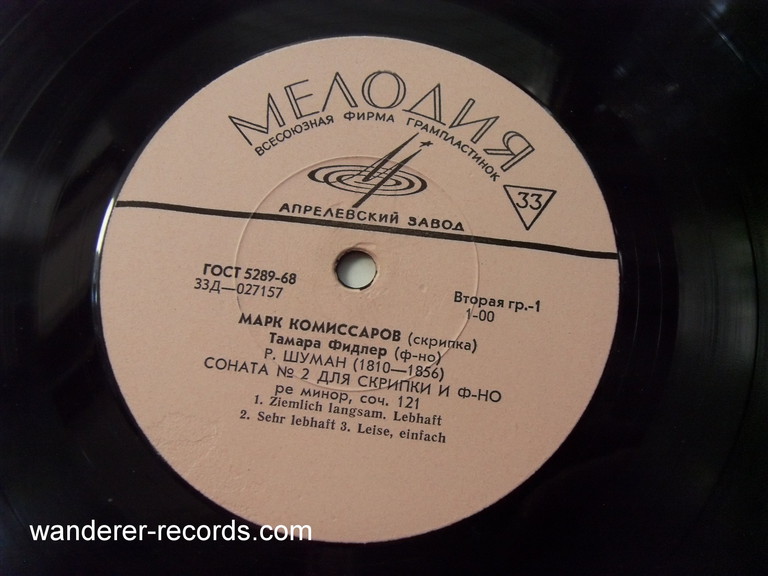 МЕЛОДИЯ
ВСЕСОЮЗНАЯ ФИРМА ГРАМПЛАСТИНОК
33
АПРЕЛЕВСКИЙ ЗАВОД
ГОСТ 5289-68
33Д—027157
Вторая гр.-1
1-00
МАРК КОМИССАРОВ (скрипка)
Тамара Фидлер (ф-но)
Р. ШУМАН (1810—1856)
СОНАТА № 2 ДЛЯ СКРИПКИ И Ф-НО
ре минор, соч. 121
1. Ziemlich langsam. Lebhaft
2. Sehr lebhaft 3. Leise, einfach
wanderer-records.com